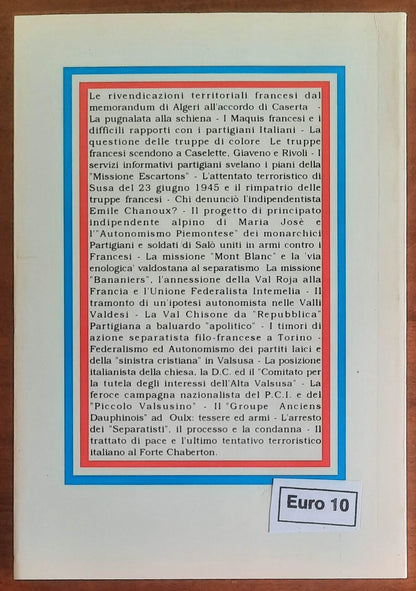 Le rivendicazioni territoriali francesi dal
memorandum di Algeri all'accordo di Caserta -
La pugnalata alla schiena - I Maquis francesi e i
difficili rapporti con i partigiani Italiani - La
questione delle truppe di colore Le truppe
francesi scendono a Caselette, Giaveno e Rivoli - I
servizi informativi partigiani svelano i piani della
"Missione Escartons" - L'attentato terroristico di
Susa del 23 giugno 1945 e il rimpatrio delle
truppe francesi - Chi denunciò l'indipendentista
Emile Chanoux? - Il progetto di principato
indipendente alpino di Maria Josè e
l'"Autonomismo Piemontese" dei monarchici
Partigiani e soldati di Salò uniti in armi contro i
Francesi - La missione "Mont Blanc" e la 'via
enologica' valdostana al separatismo La missione
"Bananiers", l'annessione della Val Roja alla
Francia e l'Unione Federalista Intemelia - Il
tramonto di un'ipotesi autonomista nelle Valli
Valdesi - La Val Chisone da "Repubblica"
Partigiana a baluardo "apolitico" - I timori di
azione separatista filo-francese a Torino -
Federalismo ed Autonomismo dei partiti laici e
della "sinistra cristiana" in Valsusa - La posizione
italianista della chiesa, la D.C. ed il "Comitato per
la tutela degli interessi dell'Alta Valsusa" - La
feroce campagna nazionalista del P.C.I. e del
"Piccolo Valsusino" - Il "Groupe Anciens
Dauphinois" ad Oulx: tessere ed armi - L'arresto
dei "Separatisti", il processo e la condanna - Il
trattato di pace e l'ultimo tentativo terroristico
italiano al Forte Chaberton.
Euro 10